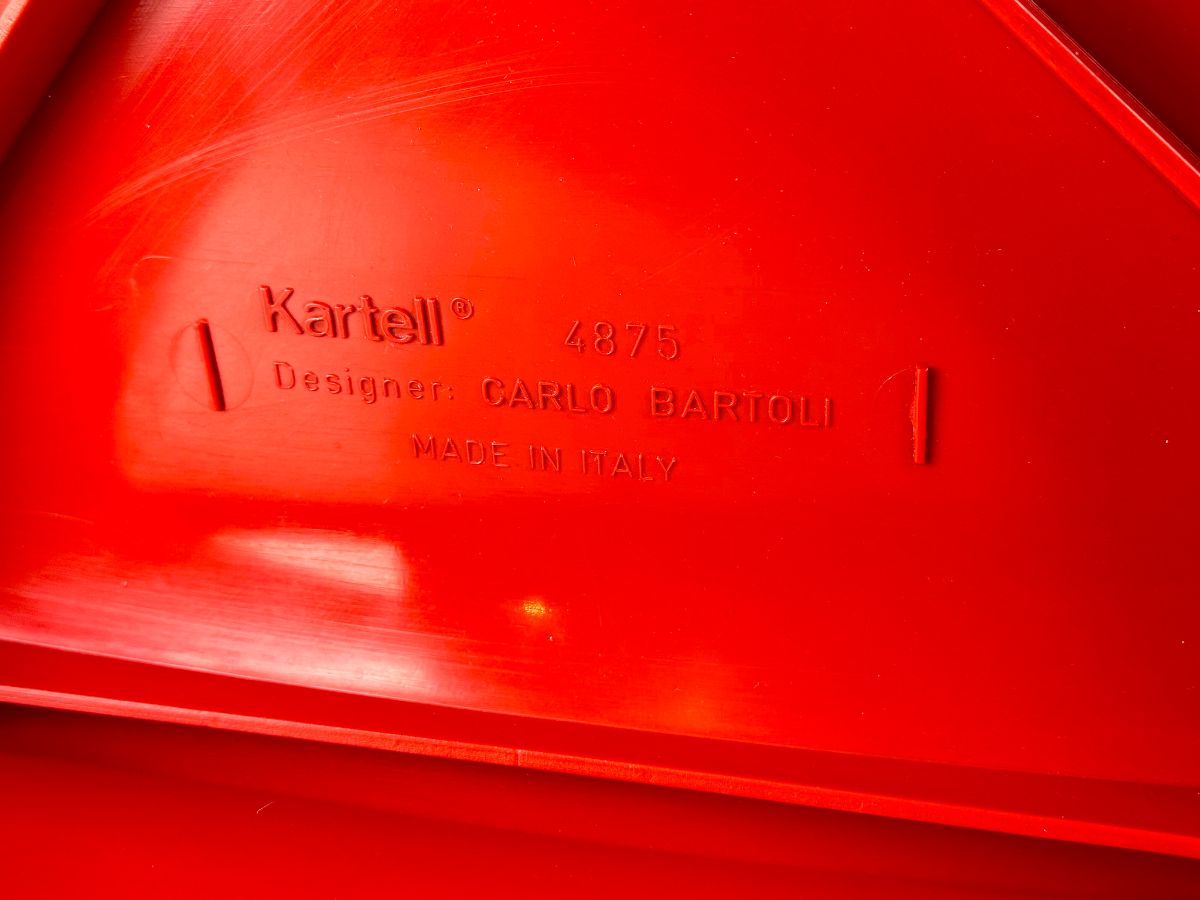 Kartell® 4875
Designer: CARLO BARTOLI
MADE IN ITALY